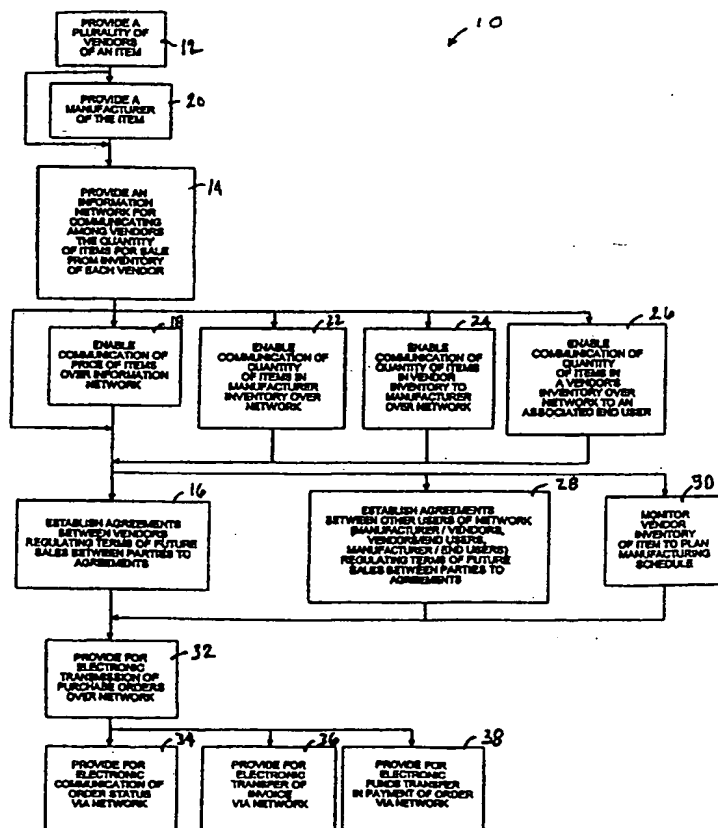 10
PROVIDE A
PLURALITY OF
VENDORS
OF AN ITEM
12
PROVIDE A
MANUFACTURER
OF THE ITEM
20
PROVIDE AN
INFORMATION
NETWORK FOR
COMMUNICATING
AMONG VENDORS
THE QUANTITY
OF ITEMS FOR SALE
FROM INVENTORY
OF EACH VENDOR
14
ENABLE
COMMUNICATION OF
PRICE OF ITEMS
OVER INFORMATION
NETWORK
18
ENABLE
COMMUNICATION OF
QUANTITY
OF ITEMS IN
MANUFACTURER
INVENTORY OVER
NETWORK
22
ENABLE
COMMUNICATION OF
QUANTITY OF ITEMS
IN VENDOR
INVENTORY TO
MANUFACTURER
OVER NETWORK
24
ENABLE
COMMUNICATION OF
QUANTITY
OF ITEMS IN
A VENDOR'S
INVENTORY OVER
NETWORK TO AN
ASSOCIATED END USER
26
ESTABLISH AGREEMENTS
BETWEEN VENDORS
REGULATING TERMS OF FUTURE
SALES BETWEEN PARTIES TO
AGREEMENTS
16
ESTABLISH AGREEMENTS
BETWEEN OTHER USERS OF NETWORK
(MANUFACTURER / VENDORS,
VENDORS/END USERS,
MANUFACTURER / END USERS)
REGULATING TERMS OF FUTURE
SALES BETWEEN PARTIES TO
AGREEMENTS
28
MONITOR
VENDOR
INVENTORY
OF ITEM TO PLAN
MANUFACTURING
SCHEDULE
30
PROVIDE FOR
ELECTRONIC
TRANSMISSION OF
PURCHASE ORDERS
OVER NETWORK
32
PROVIDE FOR
ELECTRONIC
COMMUNICATION OF
ORDER STATUS
VIA NETWORK
34
PROVIDE FOR
ELECTRONIC
TRANSFER OF
INVOICE
VIA NETWORK
36
PROVIDE FOR
ELECTRONIC
FUNDS TRANSFER
IN PAYMENT OF ORDER
VIA NETWORK
38